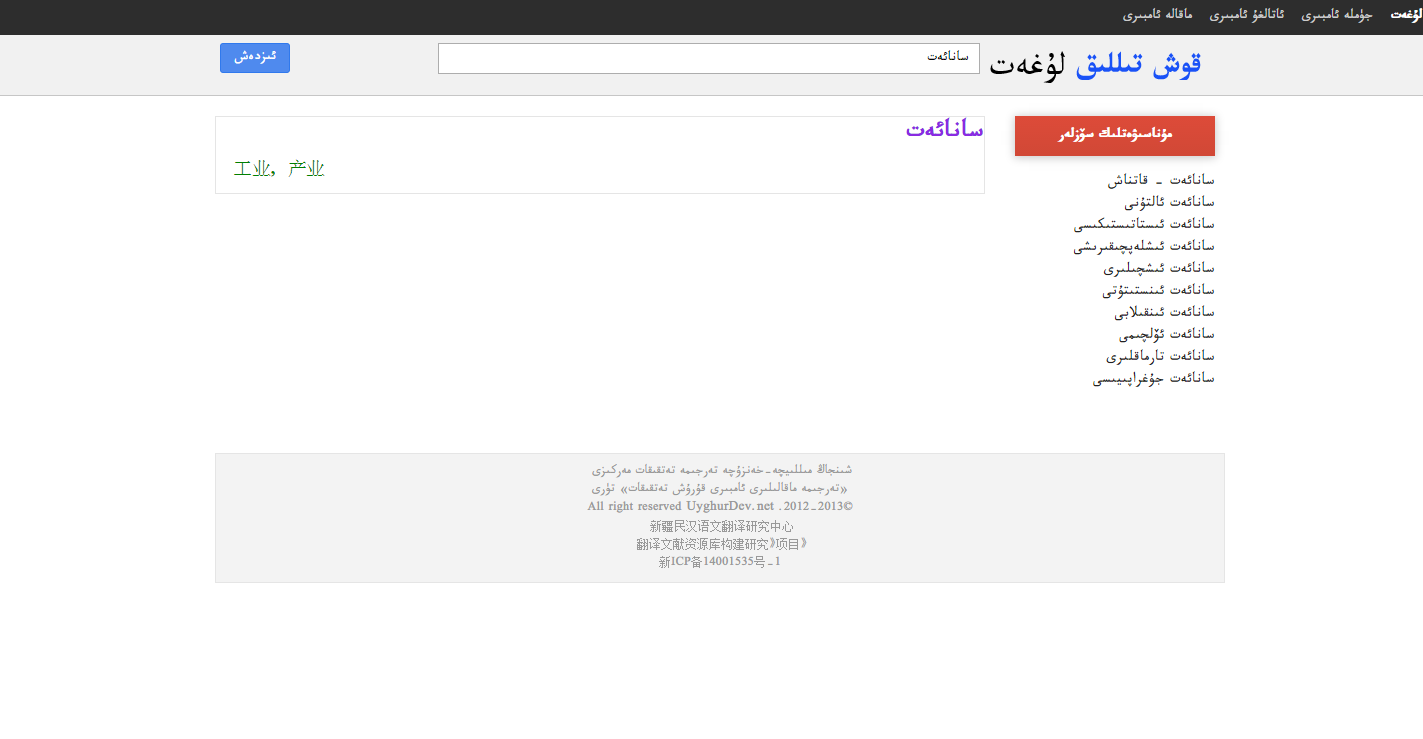 لۇغەت جۈملە ئامبىرى ئاتالغۇ ئامبىرى ماقالە ئامبىرى
قوش تىللىق لۇغەت
سانائەت
ئىزدەش
مۇناسىۋەتلىك سۆزلەر
سانائەت - قاتناش
سانائەت ئالتۇنى
سانائەت ئىستاتىستىكىسى
سانائەت ئىشلەپچىقىرىشى
سانائەت ئىشچىلىرى
سانائەت ئىنستىتۇتى
سانائەت ئىنقىلابى
سانائەت ئۆلچىمى
سانائەت تارماقلىرى
سانائەت جۇغراپىيىسى
سانائەت
工业，产业
شىنجاڭ مىللىيچە-خەنزۇچە تەرجىمە تەتقىقات مەركىزى
«تەرجىمە ماقالىلىرى ئامبىرى قۇرۇش تەتقىقات» تۈرى
All right reserved UyghurDev.net .2012-2013©
新疆民汉语文翻译研究中心
翻译文献资源库构建研究》项目》
新ICP备14001535号-1